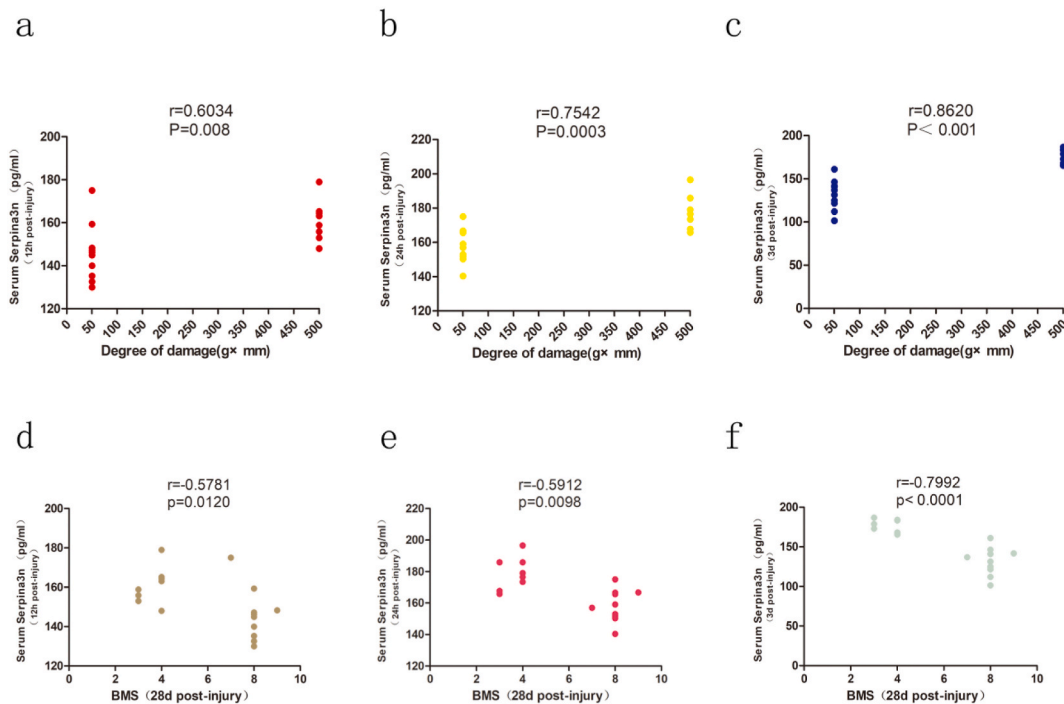 a
r=0.6034
P=0.008
Serum Serpina3n (pg/ml)
(12h post-injury)
200
180
160
140
120
0 50 100 150 200 250 300 350 400 450 500
Degree of damage(g× mm)
b
r=0.7542
P=0.0003
Serum Serpina3n (pg/ml)
(24h post-injury)
220
200
180
160
140
120
0 50 100 150 200 250 300 350 400 450 500
Degree of damage(g× mm)
c
r=0.8620
P< 0.001
Serum Serpina3n (pg/ml)
(3d post-injury)
200
150
100
50
0
0 50 100 150 200 250 300 350 400 450 500
Degree of damage(g× mm)
d
r=-0.5781
p=0.0120
Serum Serpina3n (pg/ml)
(12h post-injury)
200
180
160
140
120
0 2 4 6 8 10
BMS (28d post-injury)
e
r=-0.5912
p=0.0098
Serum Serpina3n (pg/ml)
(24h post-injury)
220
200
180
160
140
120
0 2 4 6 8 10
BMS (28d post-injury)
f
r=-0.7992
p< 0.0001
Serum Serpina3n (pg/ml)
(3d post-injury)
200
150
100
50
0
0 2 4 6 8 10
BMS (28d post-injury)